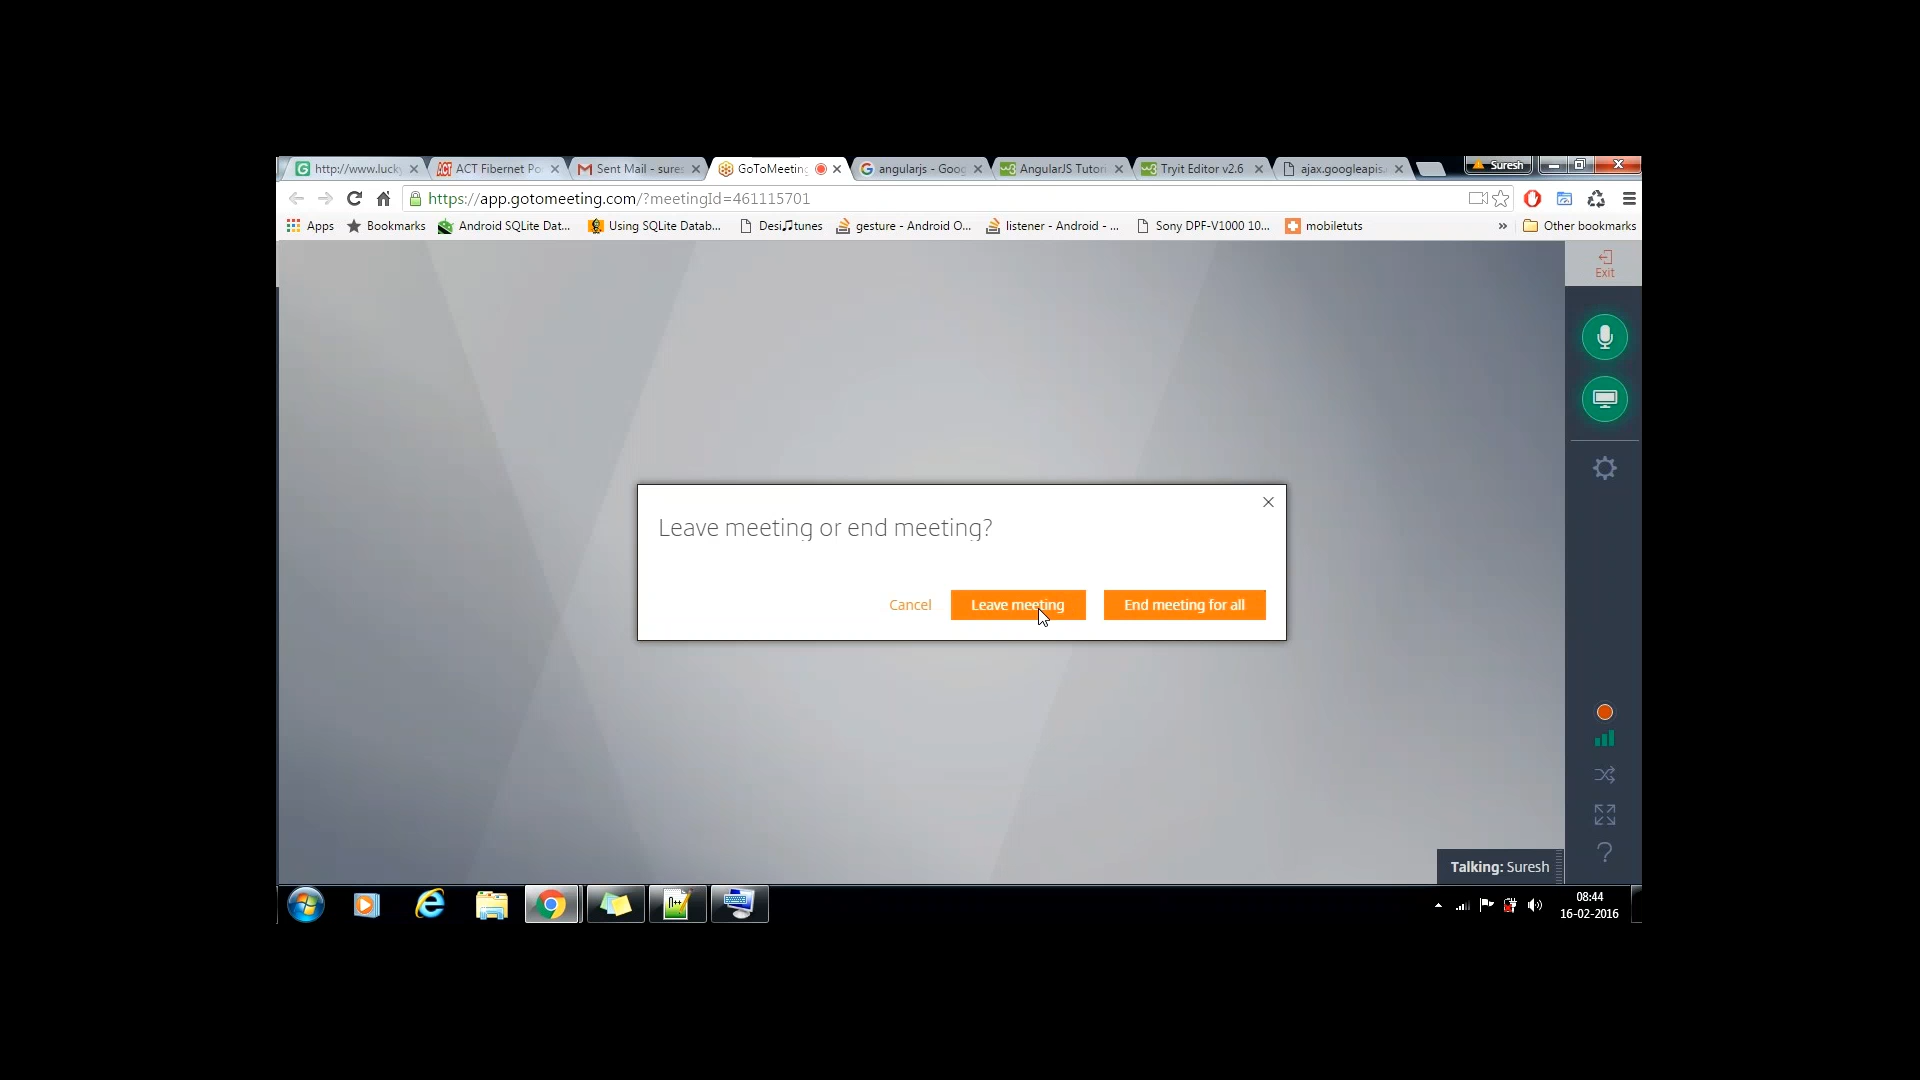 http://www.luck
ACT Fibernet Po
Sent Mail - sures
GoToMeeting
angularjs - Goog
AngularJS Tutor
Tryit Editor v2.6
ajax.googleapis.
Suresh
https://app.gotomeeting.com/?meetingId=461115701
Apps
Bookmarks
Android SQLite Dat...
Using SQLite Datab...
Desi♫tunes
gesture - Android O...
listener - Android - ...
Sony DPF-V1000 10...
mobiletuts
»
Other bookmarks
Exit
Leave meeting or end meeting?
Cancel
Leave meeting
End meeting for all
Talking: Suresh
08:44
16-02-2016